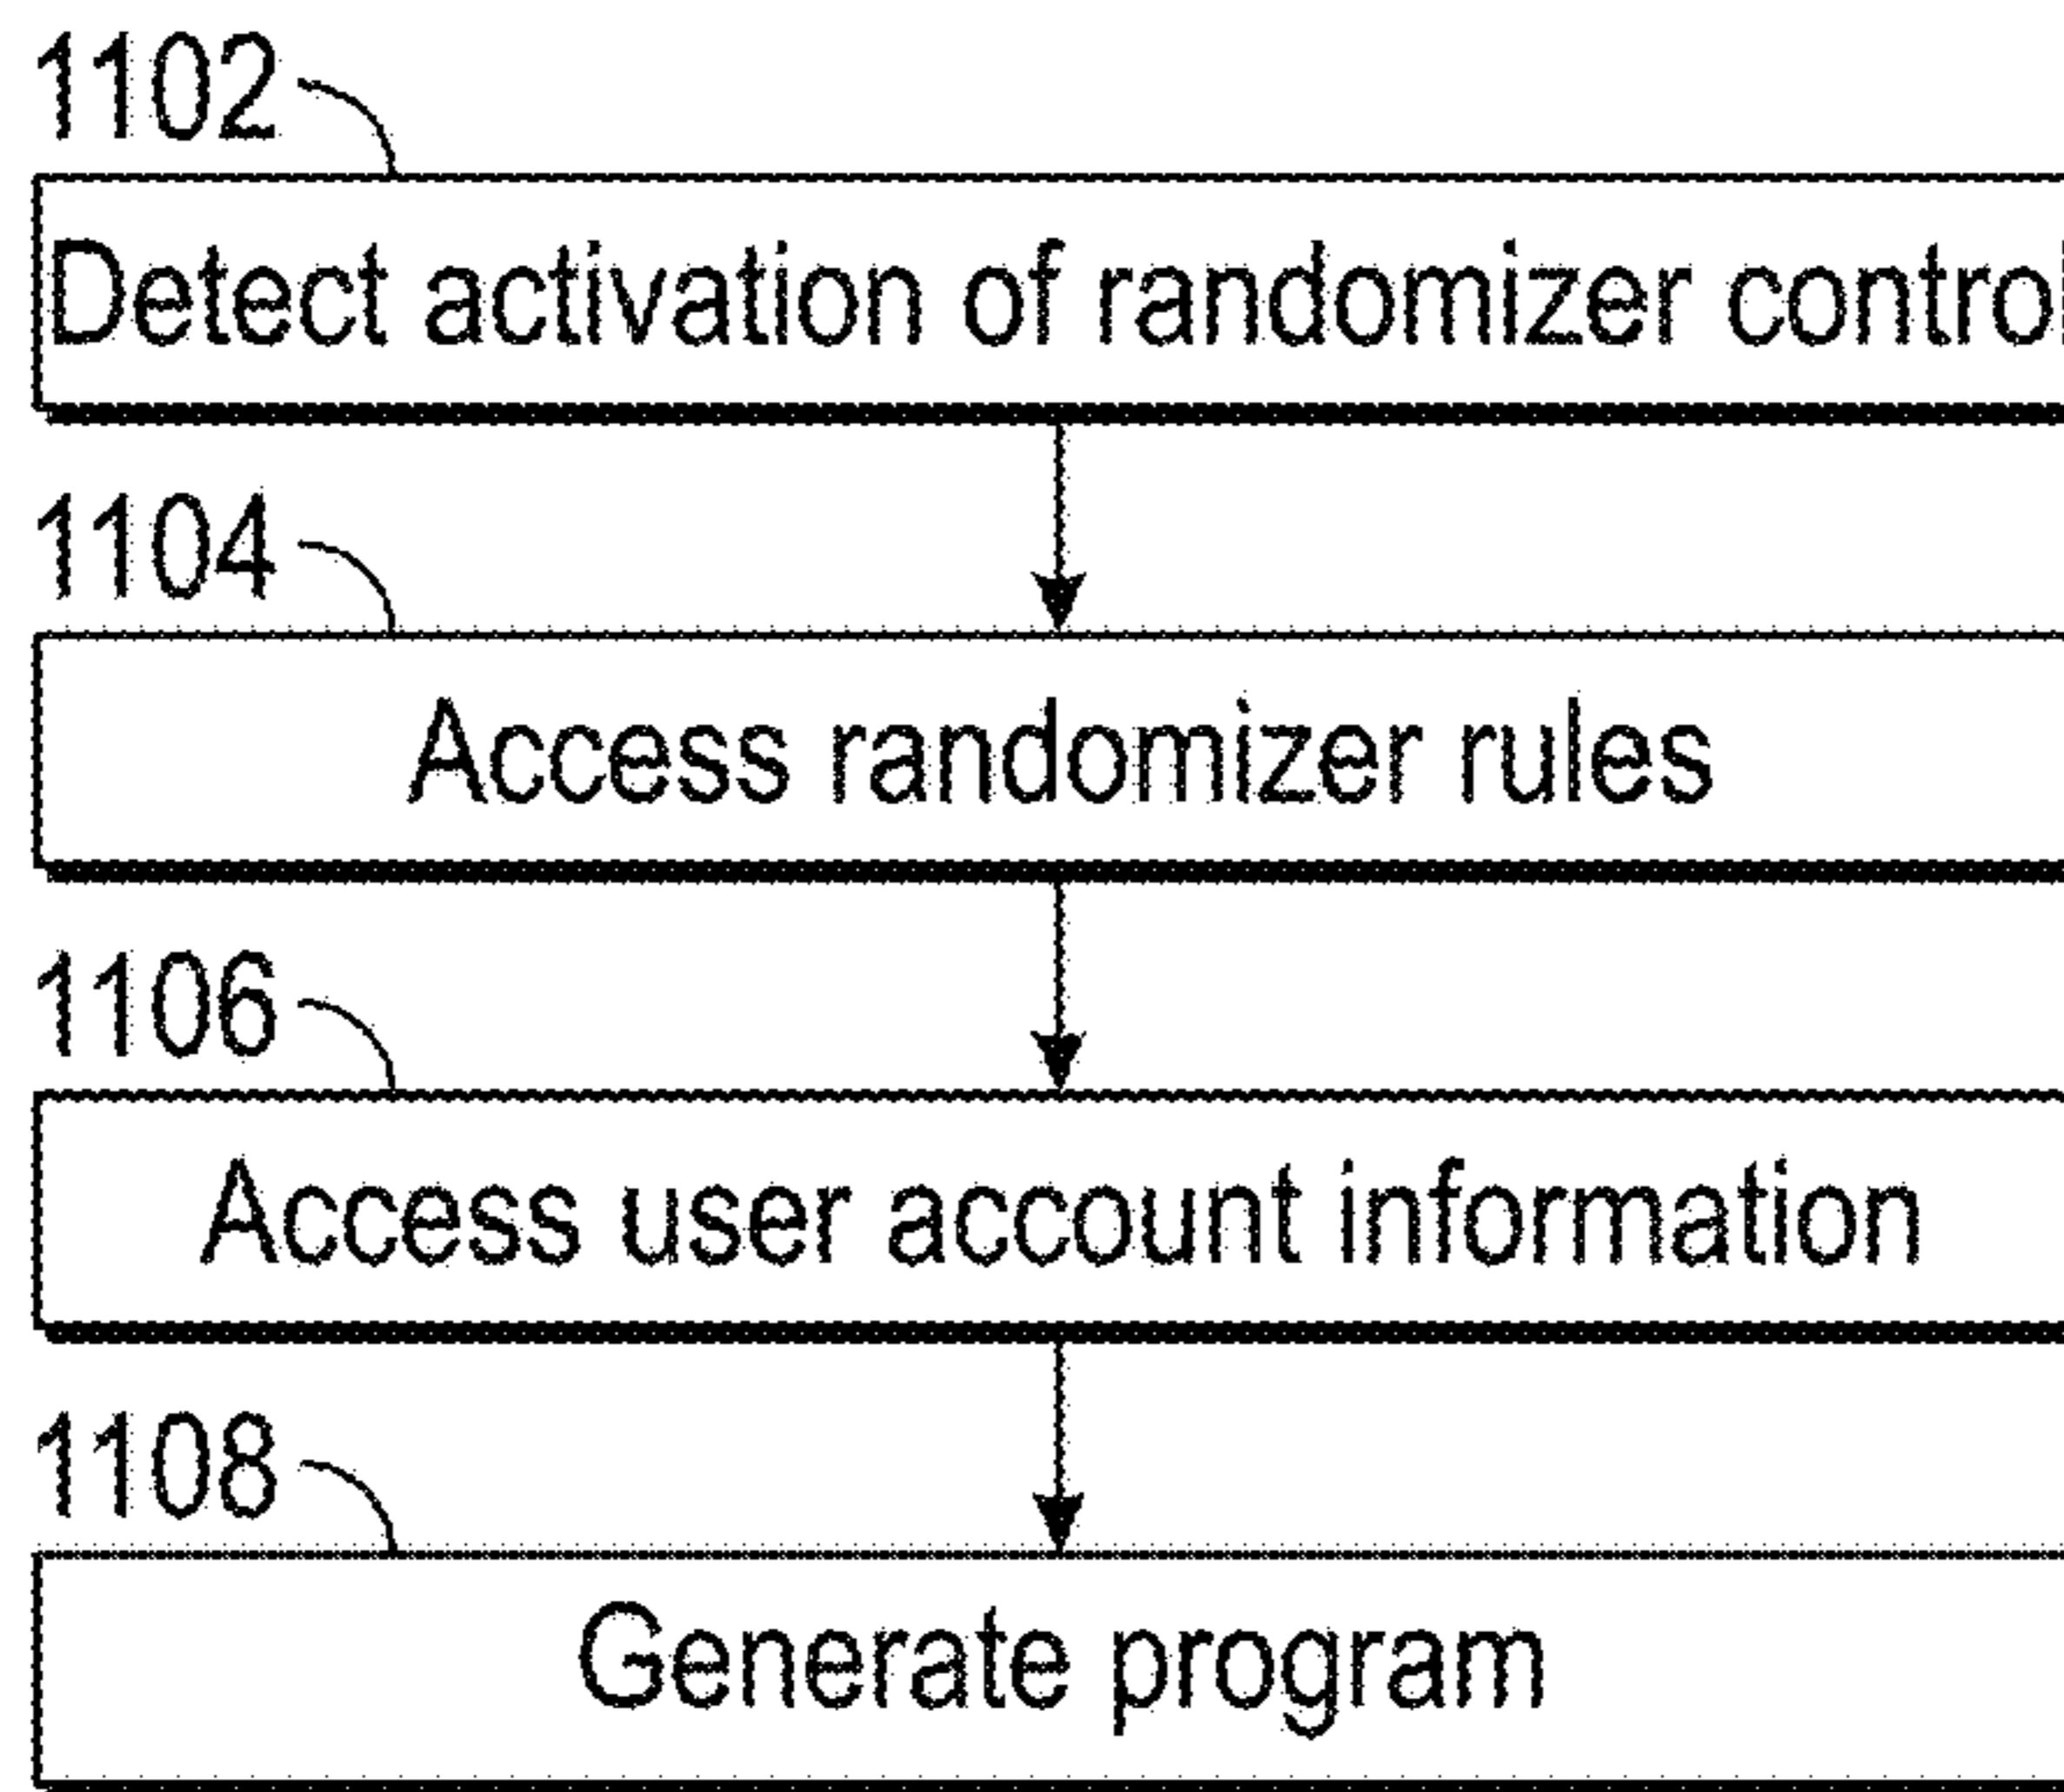 1102
Detect activation of randomizer control
1104
Access randomizer rules
1106
Access user account information
1108
Generate program